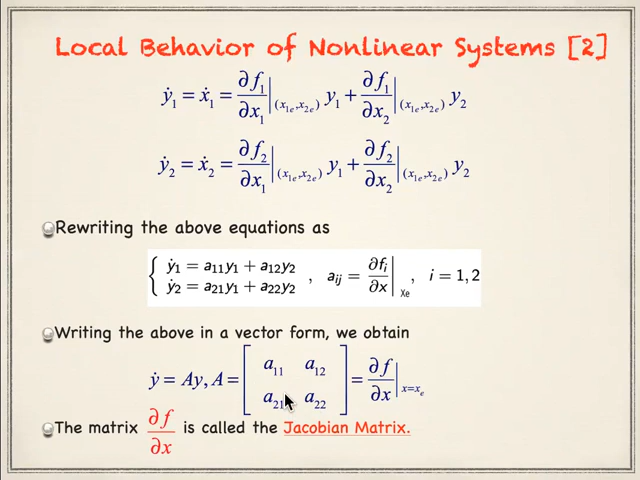 Local Behavior of Nonlinear Systems [2]
ẏ₁ = ẋ₁ = ∂f₁/∂x₁|(x₁ₑ,x₂ₑ) y₁ + ∂f₁/∂x₂|(x₁ₑ,x₂ₑ) y₂
ẏ₂ = ẋ₂ = ∂f₂/∂x₁|(x₁ₑ,x₂ₑ) y₁ + ∂f₂/∂x₂|(x₁ₑ,x₂ₑ) y₂
Rewriting the above equations as
{ ẏ₁ = a₁₁y₁ + a₁₂y₂
ẏ₂ = a₂₁y₁ + a₂₂y₂ , aᵢⱼ = ∂fᵢ/∂x|xₑ, i = 1, 2
Writing the above in a vector form, we obtain
ẏ = Ay, A = [ a₁₁ a₁₂
a₂₁ a₂₂ ] = ∂f/∂x|x=xₑ
The matrix ∂f/∂x is called the Jacobian Matrix.